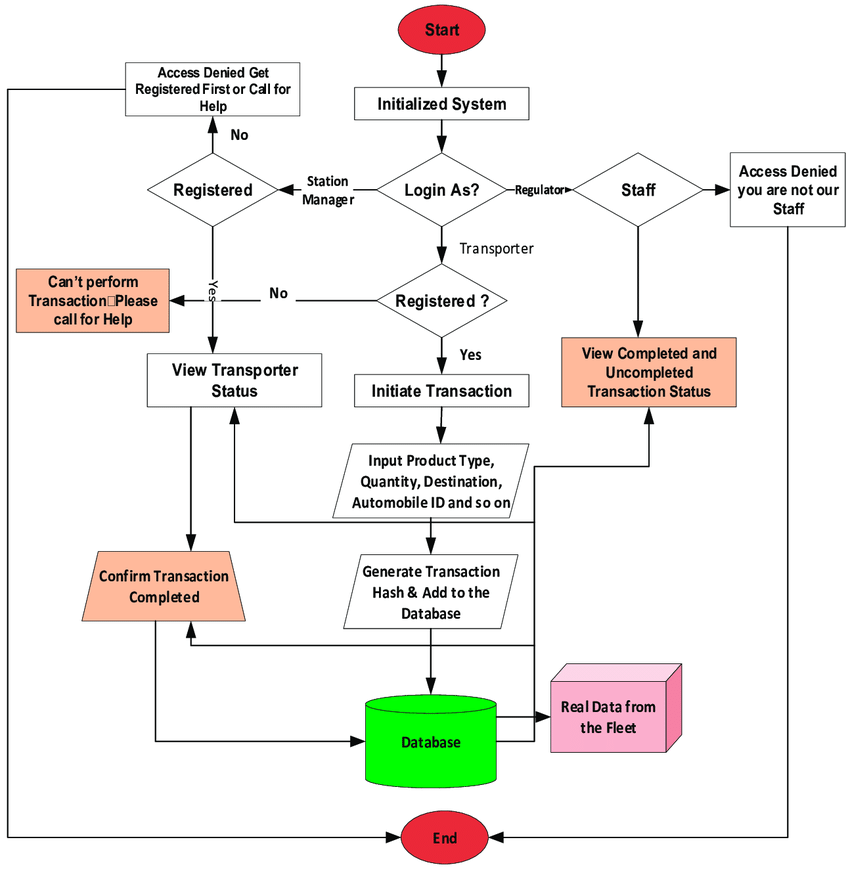 Start
Access Denied Get
Registered First or Call for
Help
Initialized System
No
Registered
Station
Manager
Login As?
Regulator
Staff
Access Denied
you are not our
Staff
Transporter
Can't perform
Transaction□Please
call for Help
Yes
No
Registered ?
Yes
View Transporter
Status
Initiate Transaction
View Completed and
Uncompleted
Transaction Status
Input Product Type,
Quantity, Destination,
Automobile ID and so on
Confirm Transaction
Completed
Generate Transaction
Hash & Add to the
Database
Real Data from
the Fleet
Database
End